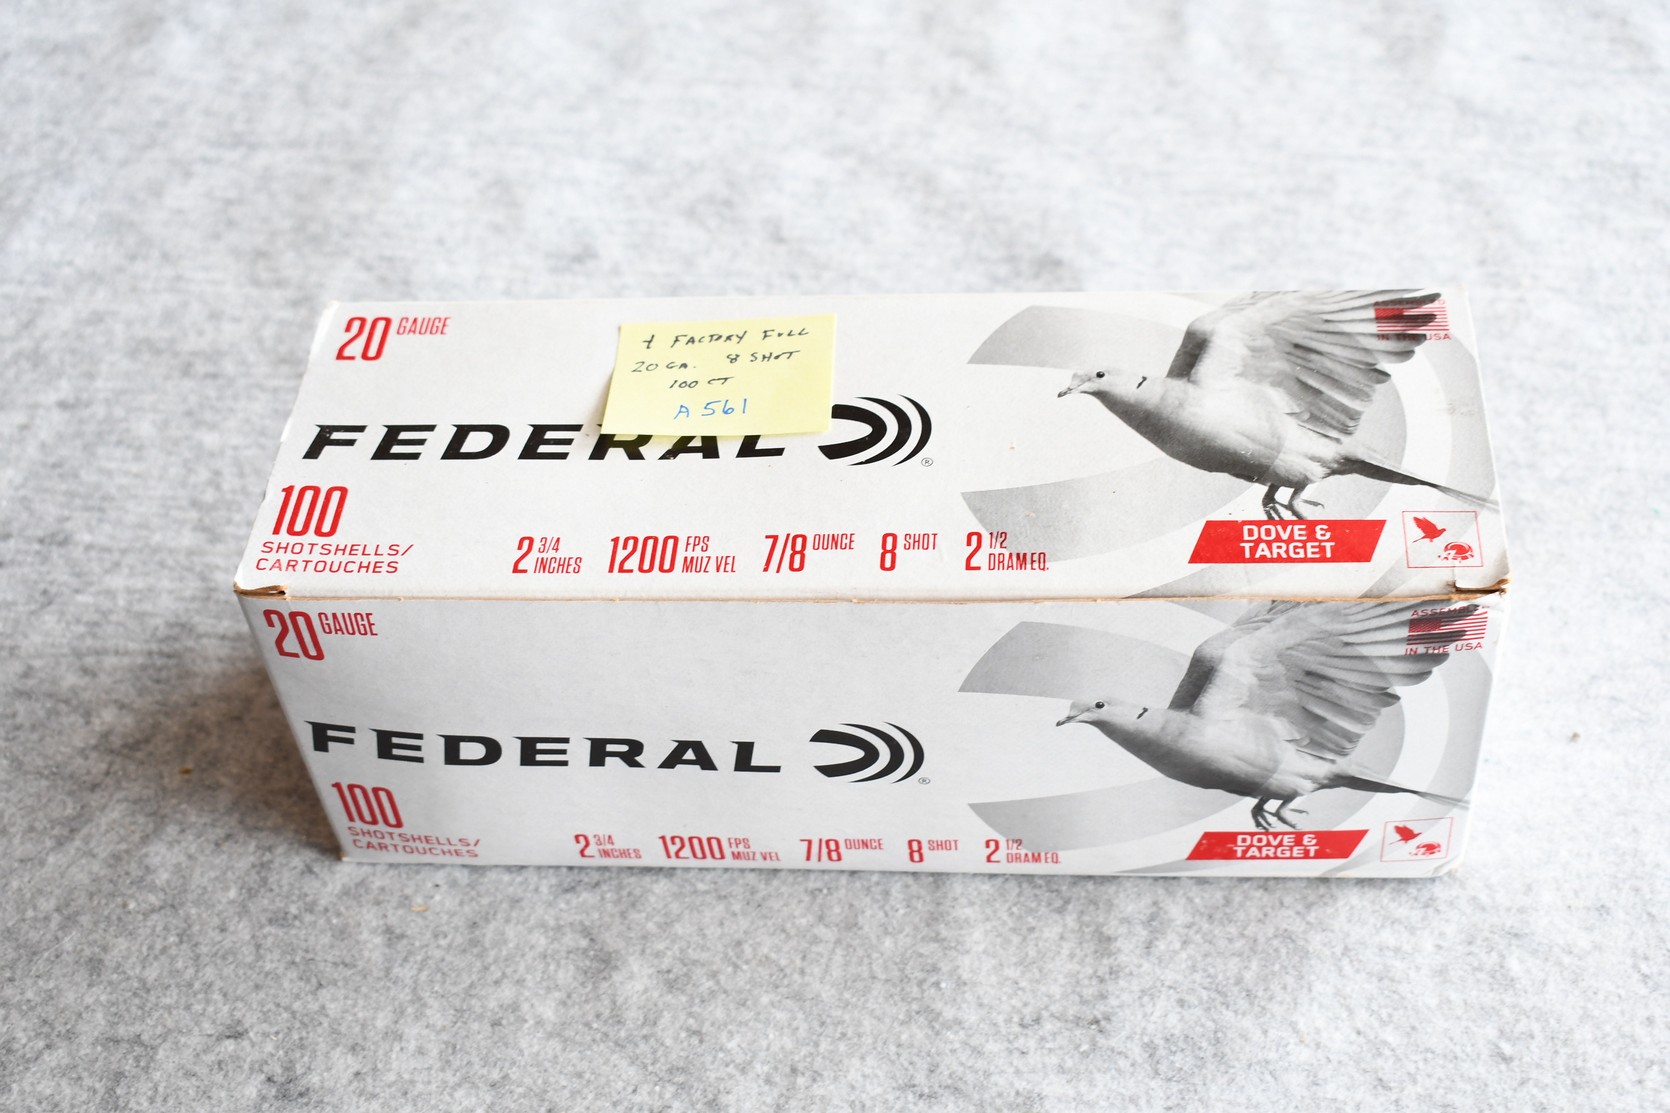 20 GAUGE
ASSEMBLED
IN THE USA
FACTORY FULL
20 GA. 8 SHOT
100 CT
A 561
FEDERAL ®
100
SHOTSHELLS/
CARTOUCHES
2 3/4 INCHES 1200 FPS MUZ VEL 7/8 OUNCE 8 SHOT 2 1/2 DRAM EQ.
DOVE &
TARGET
20 GAUGE
ASSEMBLED
IN THE USA
FEDERAL ®
100
SHOTSHELLS/
CARTOUCHES
2 3/4 INCHES 1200 FPS MUZ VEL 7/8 OUNCE 8 SHOT 2 1/2 DRAM EQ.
DOVE &
TARGET